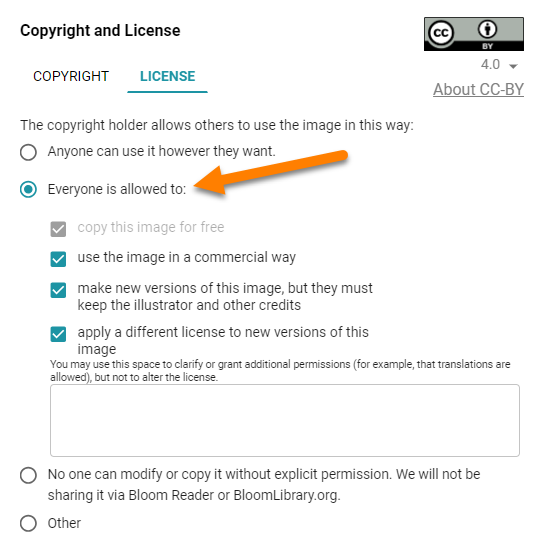 Copyright and License
cc BY
4.0
COPYRIGHT LICENSE
About CC-BY
The copyright holder allows others to use the image in this way:
Anyone can use it however they want.
Everyone is allowed to:
copy this image for free
use the image in a commercial way
make new versions of this image, but they must
keep the illustrator and other credits
apply a different license to new versions of this
image
You may use this space to clarify or grant additional permissions (for example, that translations are
allowed), but not to alter the license.
No one can modify or copy it without explicit permission. We will not be
sharing it via Bloom Reader or BloomLibrary.org.
Other